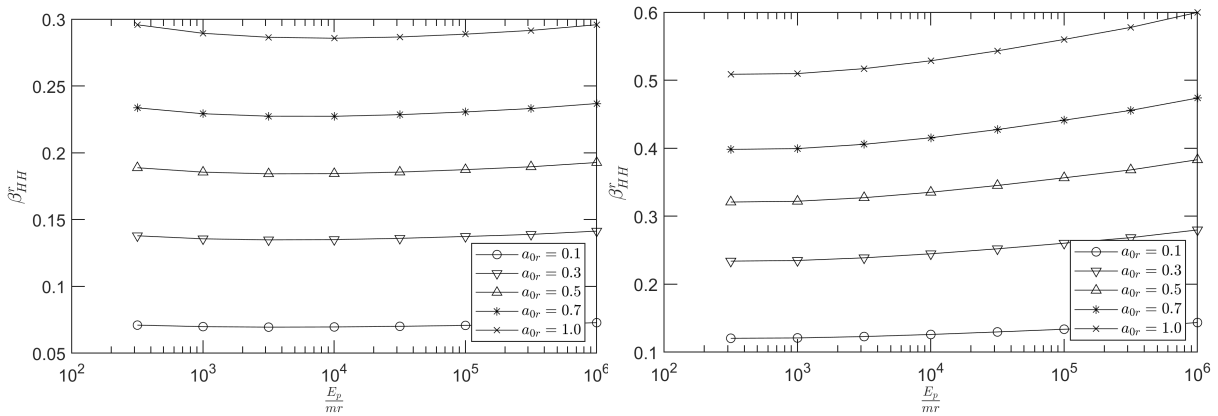 0.3
0.25
0.2
0.15
0.1
0.05
β^r_{HH}
10^2
10^3
10^4
10^5
10^6
E_p/mr
a_{0r} = 0.1
a_{0r} = 0.3
a_{0r} = 0.5
a_{0r} = 0.7
a_{0r} = 1.0
0.6
0.5
0.4
0.3
0.2
0.1
β^r_{HH}
10^2
10^3
10^4
10^5
10^6
E_p/mr
a_{0r} = 0.1
a_{0r} = 0.3
a_{0r} = 0.5
a_{0r} = 0.7
a_{0r} = 1.0